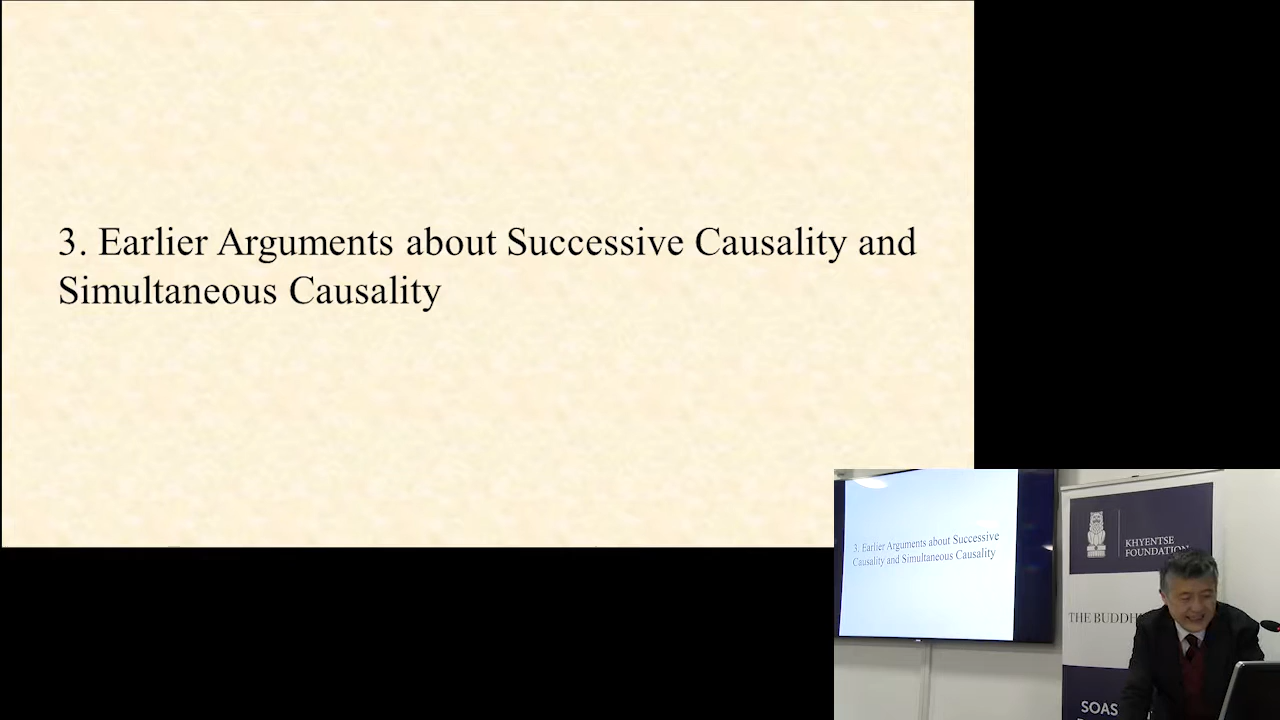 3. Earlier Arguments about Successive Causality and
Simultaneous Causality
3. Earlier Arguments about Successive
Causality and Simultaneous Causality
KHYENTSE
FOUNDATION
THE BUDDH
SOAS